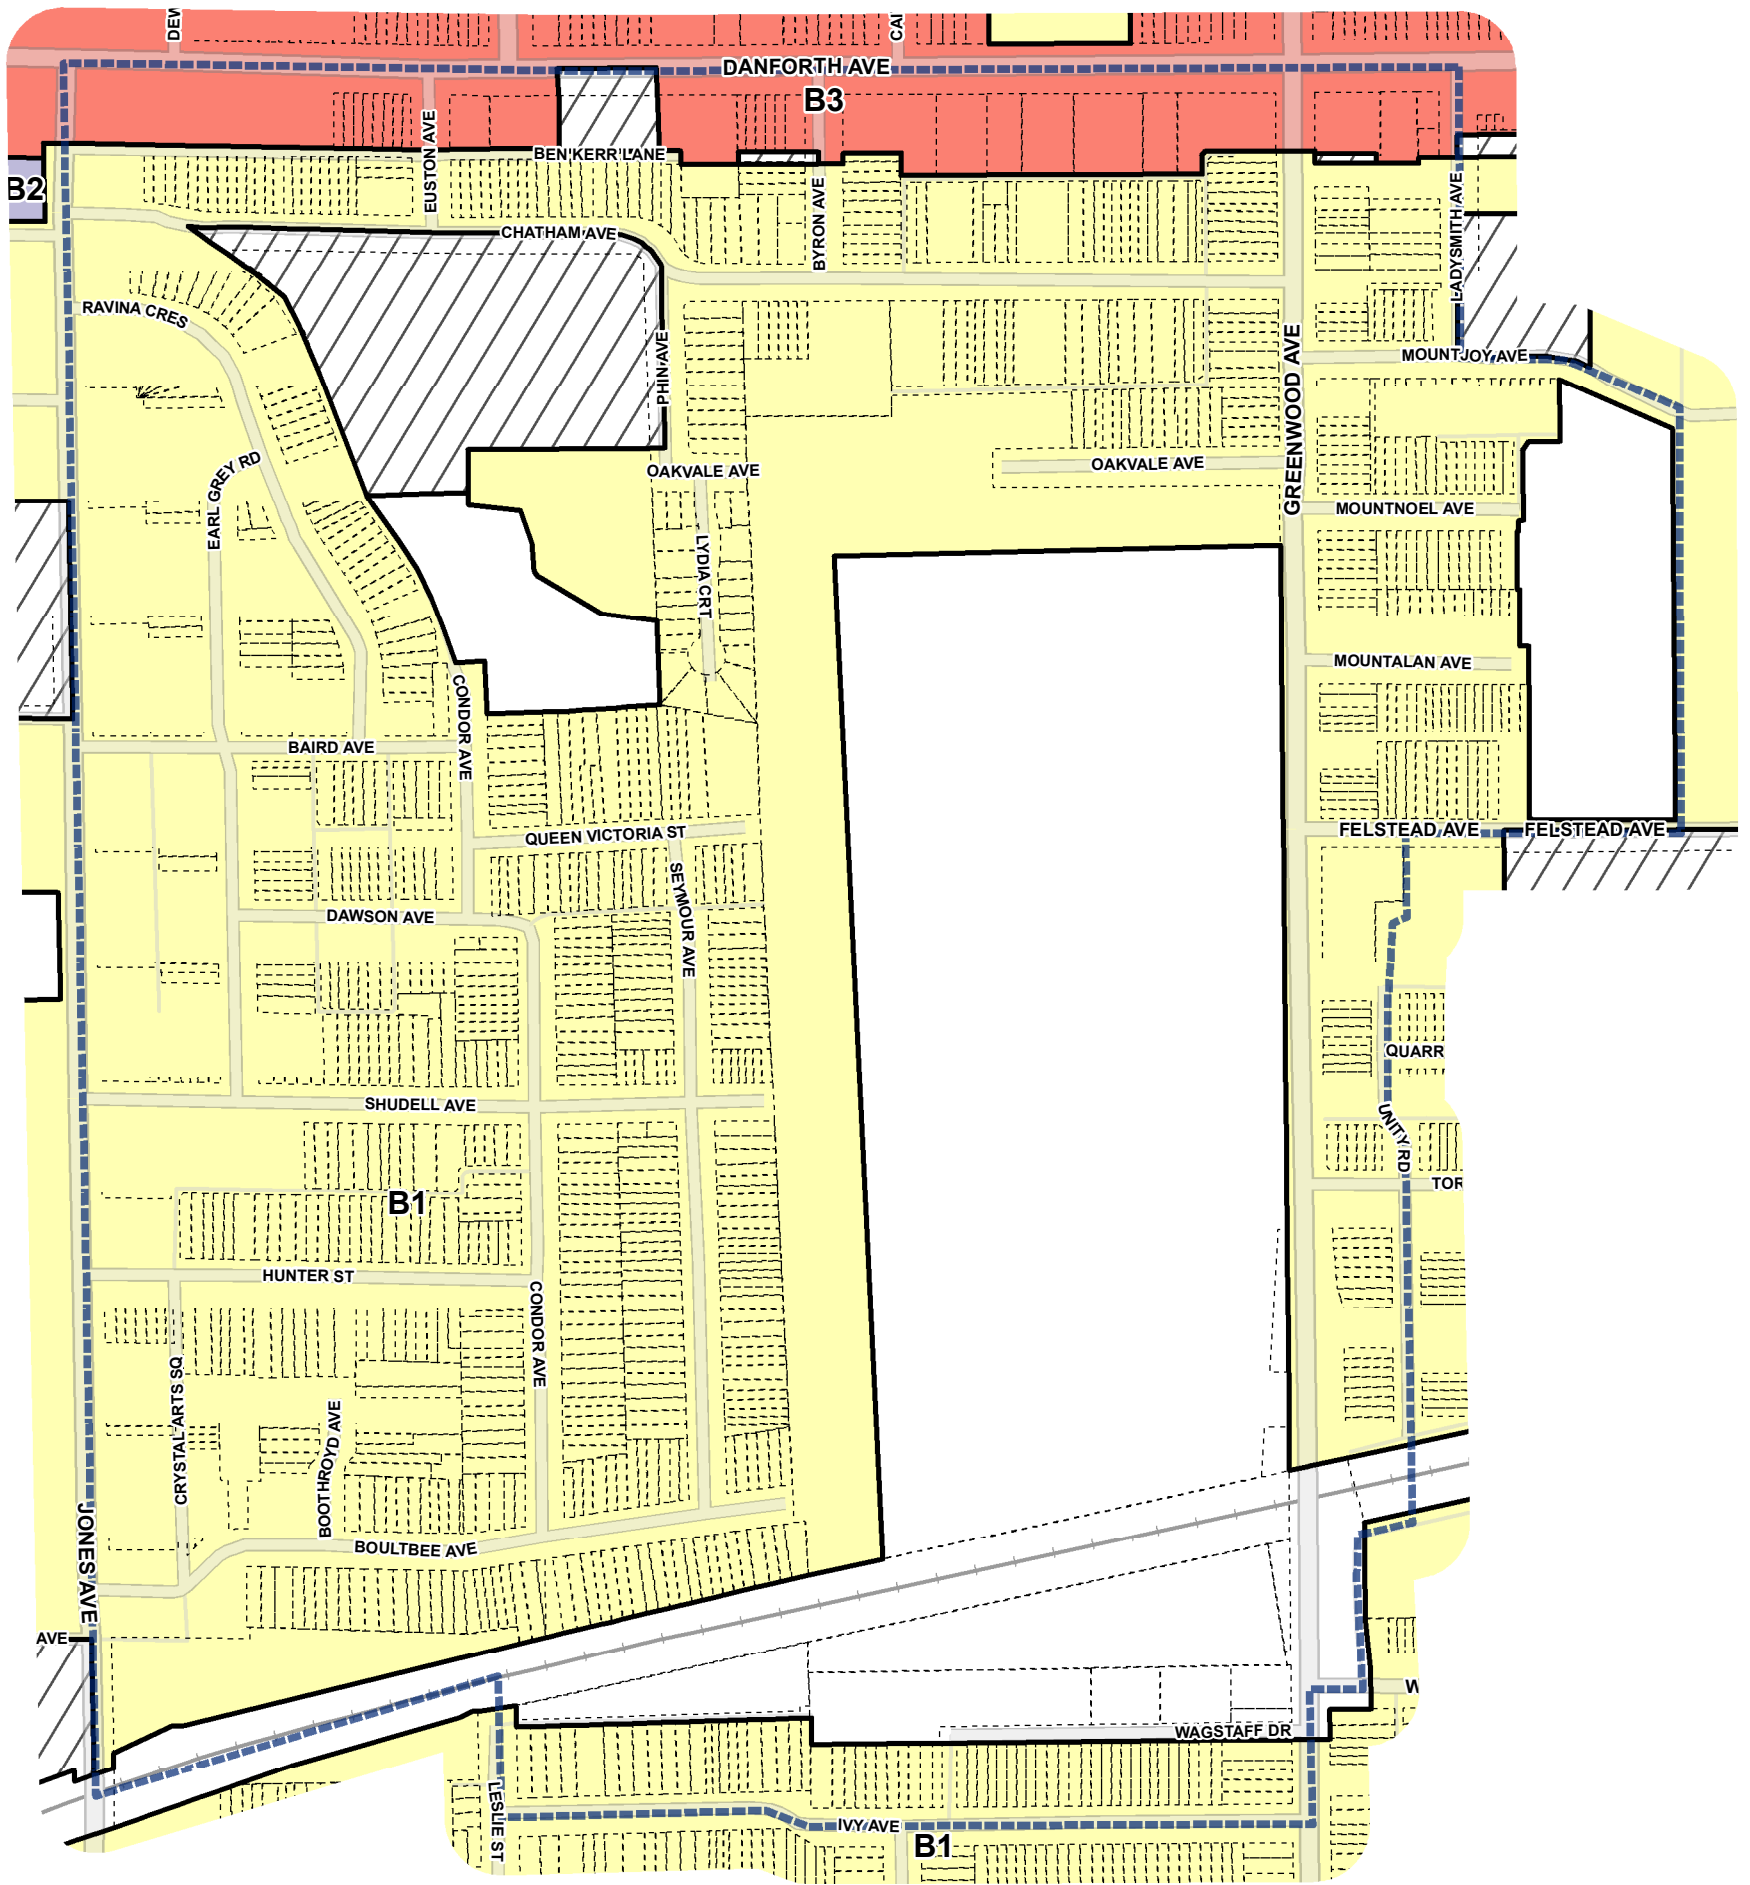 DEW
CAI
DANFORTH AVE
B3
EUSTON AVE
BEN KERR LANE
B2
BYRON AVE
LADYSMITH AVE
CHATHAM AVE
RAVINA CRES
PHIN AVE
MOUNTJOY AVE
GREENWOOD AVE
EARL GREY RD
OAKVALE AVE
OAKVALE AVE
MOUNTNOEL AVE
LYDIA CRT
MOUNTALAN AVE
CONDOR AVE
BAIRD AVE
QUEEN VICTORIA ST
FELSTEAD AVE
FELSTEAD AVE
SEYMOUR AVE
DAWSON AVE
QUARR
SHUDELL AVE
UNITY RD
TOR
B1
HUNTER ST
CONDOR AVE
CRYSTAL ARTS SQ
BOOTHROYD AVE
JONES AVE
BOULTBEE AVE
AVE
W
WAGSTAFF DR
LESLIE ST
IVY AVE
B1